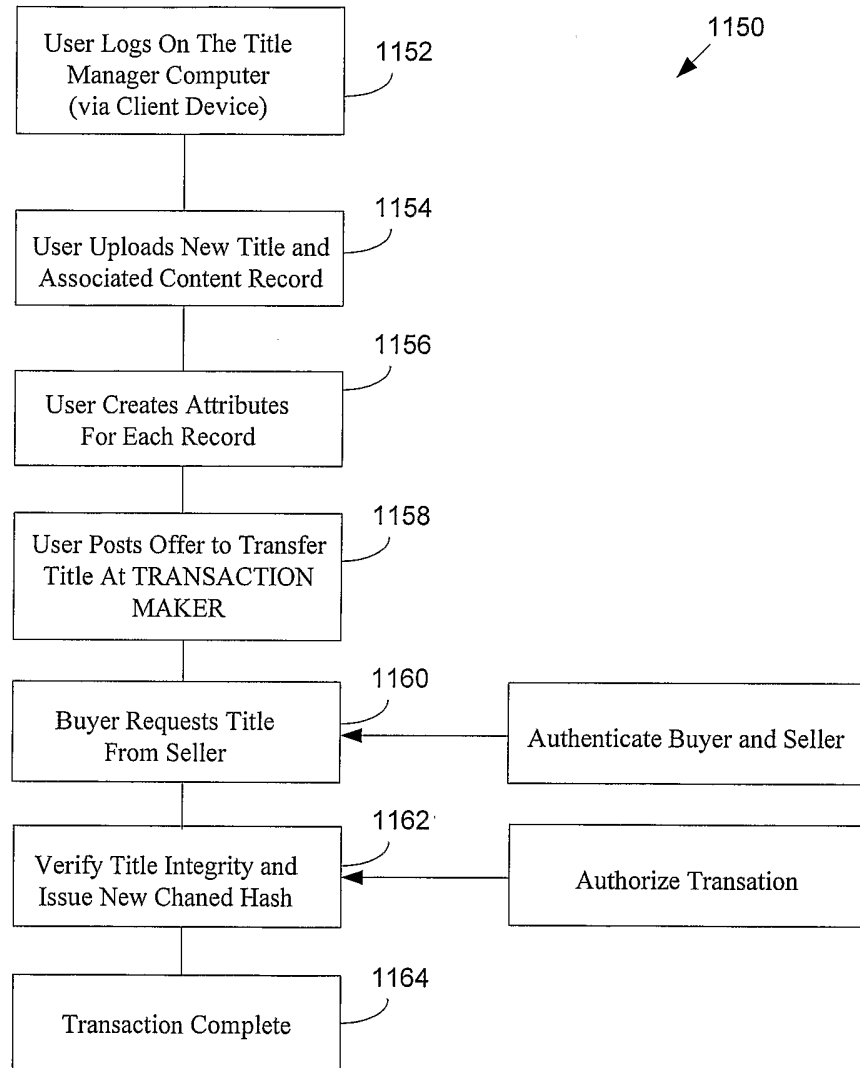 1150
User Logs On The Title
Manager Computer
(via Client Device)
1152
User Uploads New Title and
Associated Content Record
1154
User Creates Attributes
For Each Record
1156
User Posts Offer to Transfer
Title At TRANSACTION
MAKER
1158
Buyer Requests Title
From Seller
1160
Authenticate Buyer and Seller
Verify Title Integrity and
Issue New Chaned Hash
1162
Authorize Transation
Transaction Complete
1164